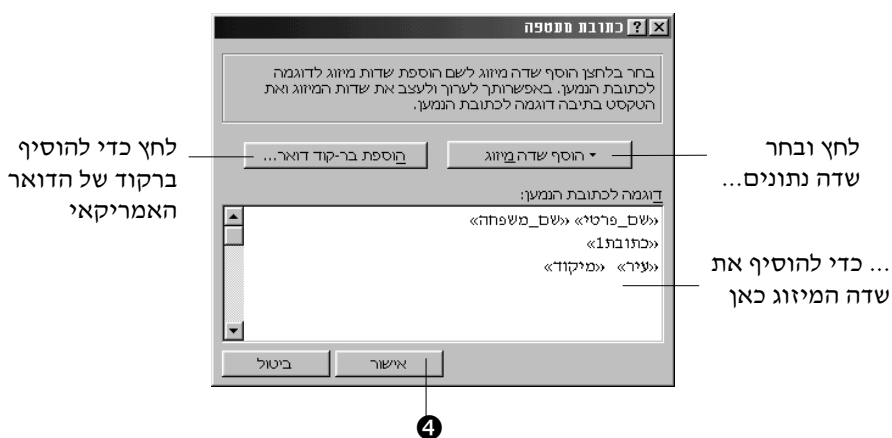 כתובת מעטפה
בחר בלחצן הוסף שדה מיזוג לשם הוספת שדות מיזוג לדוגמה
לכתובת הנמען. באפשרותך לערוך ולעצב את שדות המיזוג ואת
הטקסט בתיבה דוגמה לכתובת הנמען.
לחץ ובחר
שדה נתונים...
הוסף שדה מיזוג
הוספת בר-קוד דואר...
לחץ כדי להוסיף
ברקוד של הדואר
האמריקאי
דוגמה לכתובת הנמען:
«שם_פרטי» «שם_משפחה»
«כתובת1»
«עיר» «מיקוד»
... כדי להוסיף את
שדה המיזוג כאן
אישור
ביטול
4